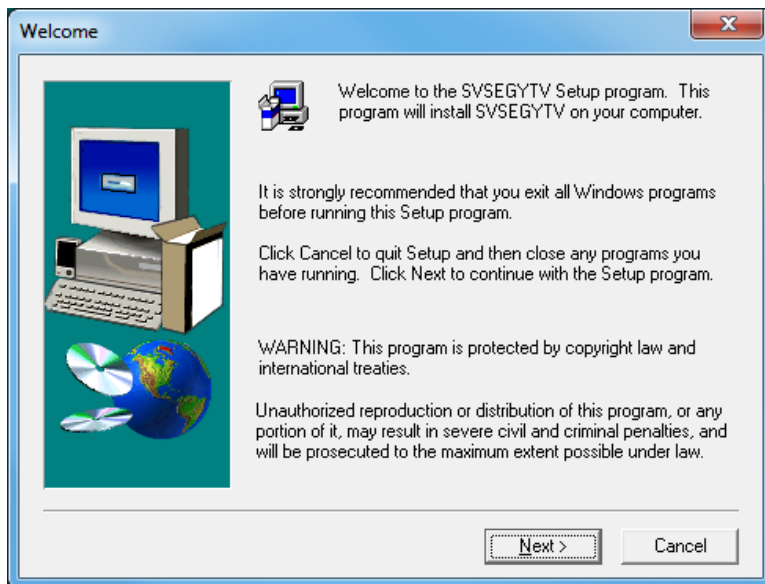 Welcome
Welcome to the SVSEGYTV Setup program. This
program will install SVSEGYTV on your computer.
It is strongly recommended that you exit all Windows programs
before running this Setup program.
Click Cancel to quit Setup and then close any programs you
have running. Click Next to continue with the Setup program.
WARNING: This program is protected by copyright law and
international treaties.
Unauthorized reproduction or distribution of this program, or any
portion of it, may result in severe civil and criminal penalties, and
will be prosecuted to the maximum extent possible under law.
Next >
Cancel